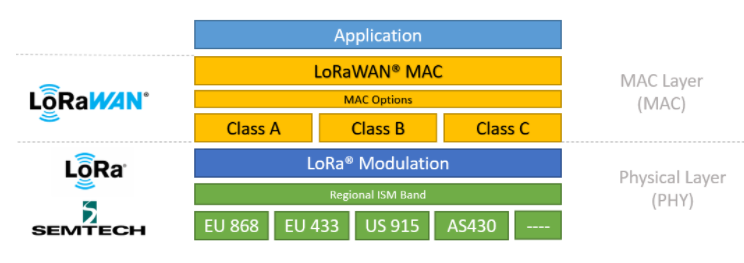 Application
LoRaWAN®
LoRaWAN® MAC
MAC Options
Class A Class B Class C
MAC Layer
(MAC)
LoRa®
LoRa® Modulation
Regional ISM Band
Physical Layer
(PHY)
SEMTECH
EU 868 EU 433 US 915 AS430 ----